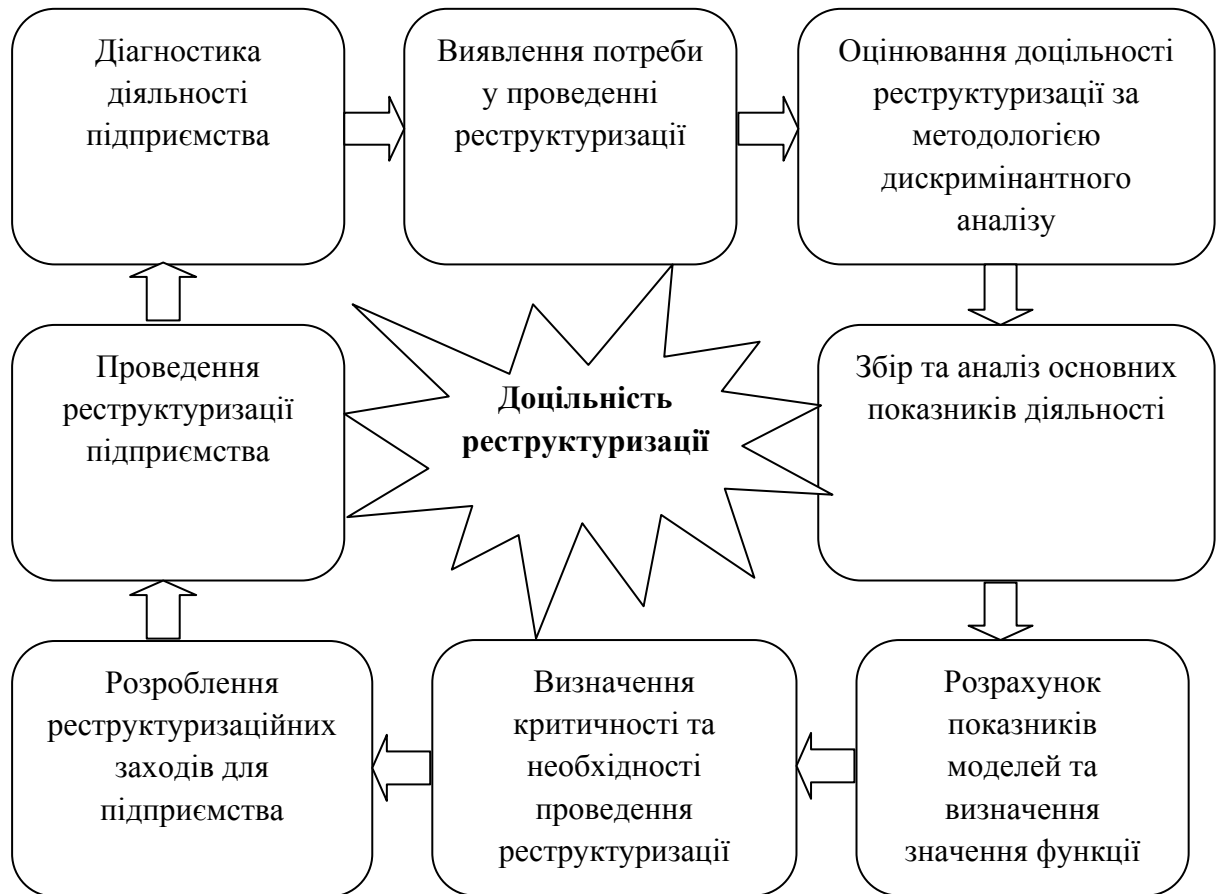 Діагностика
діяльності
підприємства
Виявлення потреби
у проведенні
реструктуризації
Оцінювання доцільності
реструктуризації за
методологією
дискримінантного
аналізу
Збір та аналіз основних
показників діяльності
Розрахунок
показників
моделей та
визначення
значення функції
Визначення
критичності та
необхідності
проведення
реструктуризації
Розроблення
реструктуризаційних
заходів для
підприємства
Проведення
реструктуризації
підприємства
Доцільність
реструктуризації